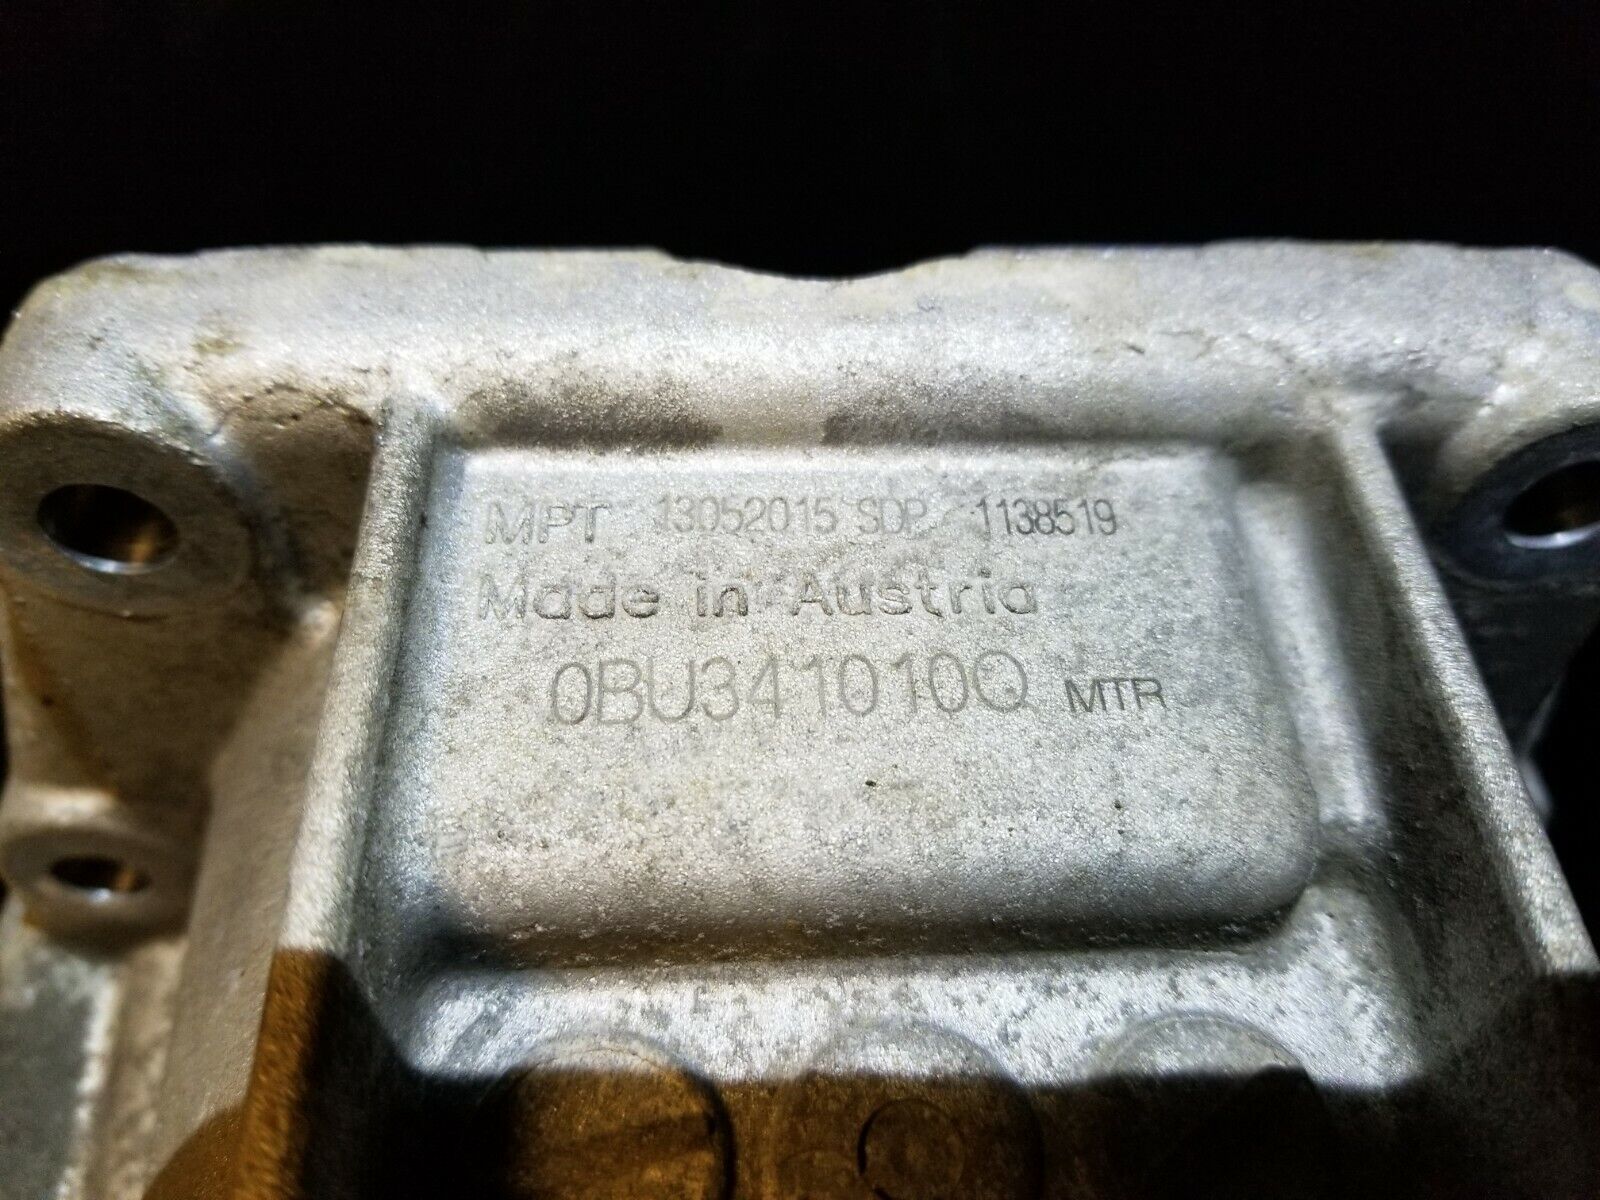 MPT 13052015 SDP 1138519
Made in Austria
0BU341010Q MTR